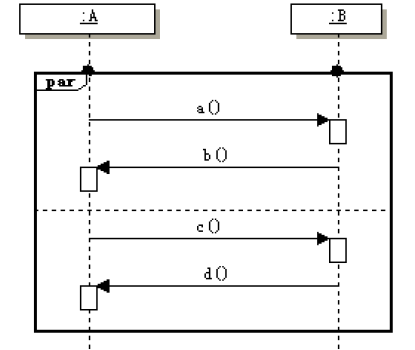 :A
:B
par
a()
b()
c()
d()